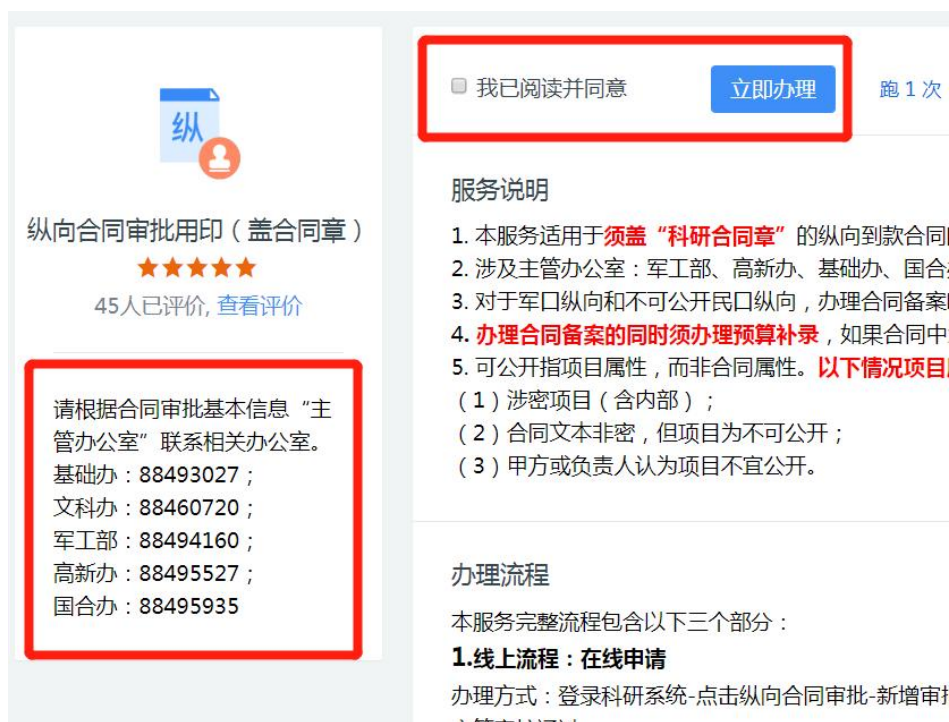 纵
纵向合同审批用印（盖合同章）
45人已评价, 查看评价
请根据合同审批基本信息“主
管办公室”联系相关办公室。
基础办：88493027；
文科办：88460720；
军工部：88494160；
高新办：88495527；
国合办：88495935
我已阅读并同意 立即办理 跑 1 次
服务说明
1. 本服务适用于须盖“科研合同章”的纵向到款合同
2. 涉及主管办公室：军工部、高新办、基础办、国合
3. 对于军口纵向和不可公开民口纵向，办理合同备案
4. 办理合同备案的同时须办理预算补录，如果合同中
5. 可公开指项目属性，而非合同属性。以下情况项目
（1）涉密项目（含内部）；
（2）合同文本非密，但项目为不可公开；
（3）甲方或负责人认为项目不宜公开。
办理流程
本服务完整流程包含以下三个部分：
1.线上流程：在线申请
办理方式：登录科研系统-点击纵向合同审批-新增审